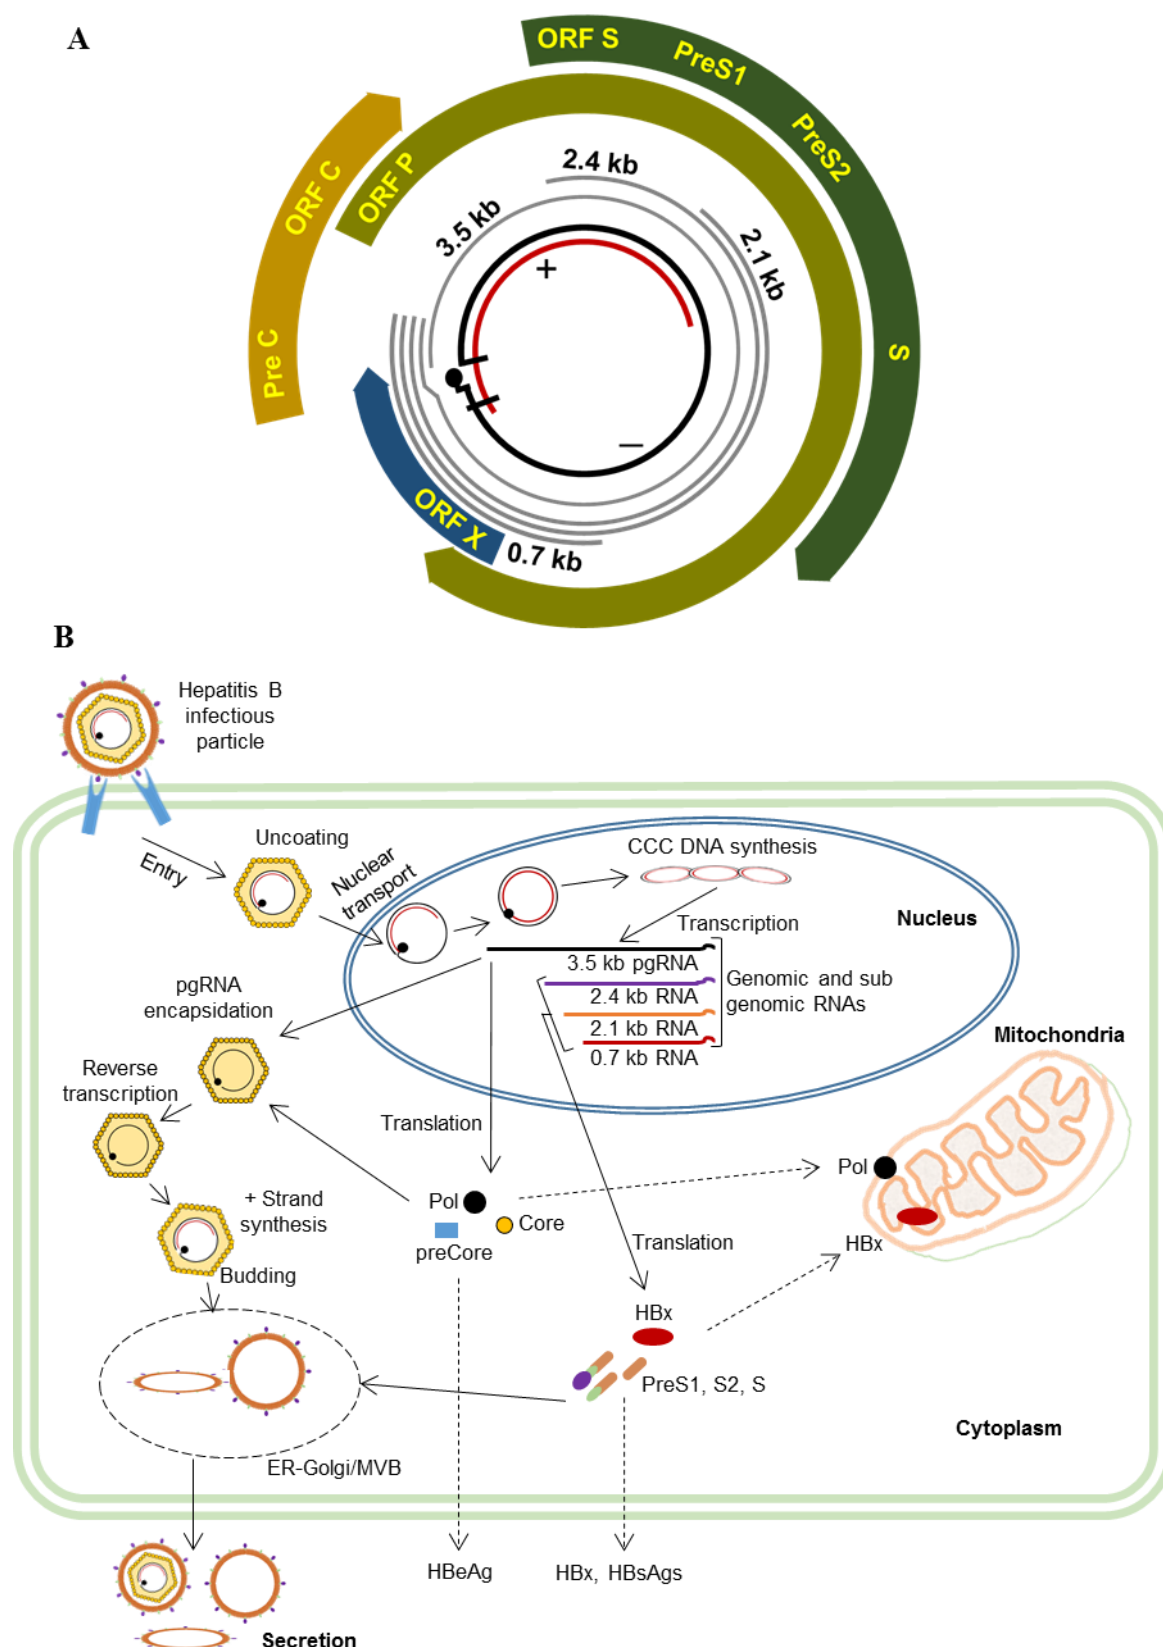 A
ORF S
PreS1
PreS2
S
ORF C
Pre C
ORF P
2.4 kb
3.5 kb
2.1 kb
+
–
ORF X
0.7 kb
B
Hepatitis B
infectious
particle
Uncoating
Entry
Nuclear
transport
CCC DNA synthesis
Transcription
Nucleus
3.5 kb pgRNA
2.4 kb RNA
2.1 kb RNA
0.7 kb RNA
Genomic and sub
genomic RNAs
pgRNA
encapsidation
Reverse
transcription
Mitochondria
Translation
Pol
Core
preCore
Pol
HBx
+ Strand
synthesis
Budding
Translation
HBx
PreS1, S2, S
Cytoplasm
ER-Golgi/MVB
HBeAg
HBx, HBsAgs
Secretion